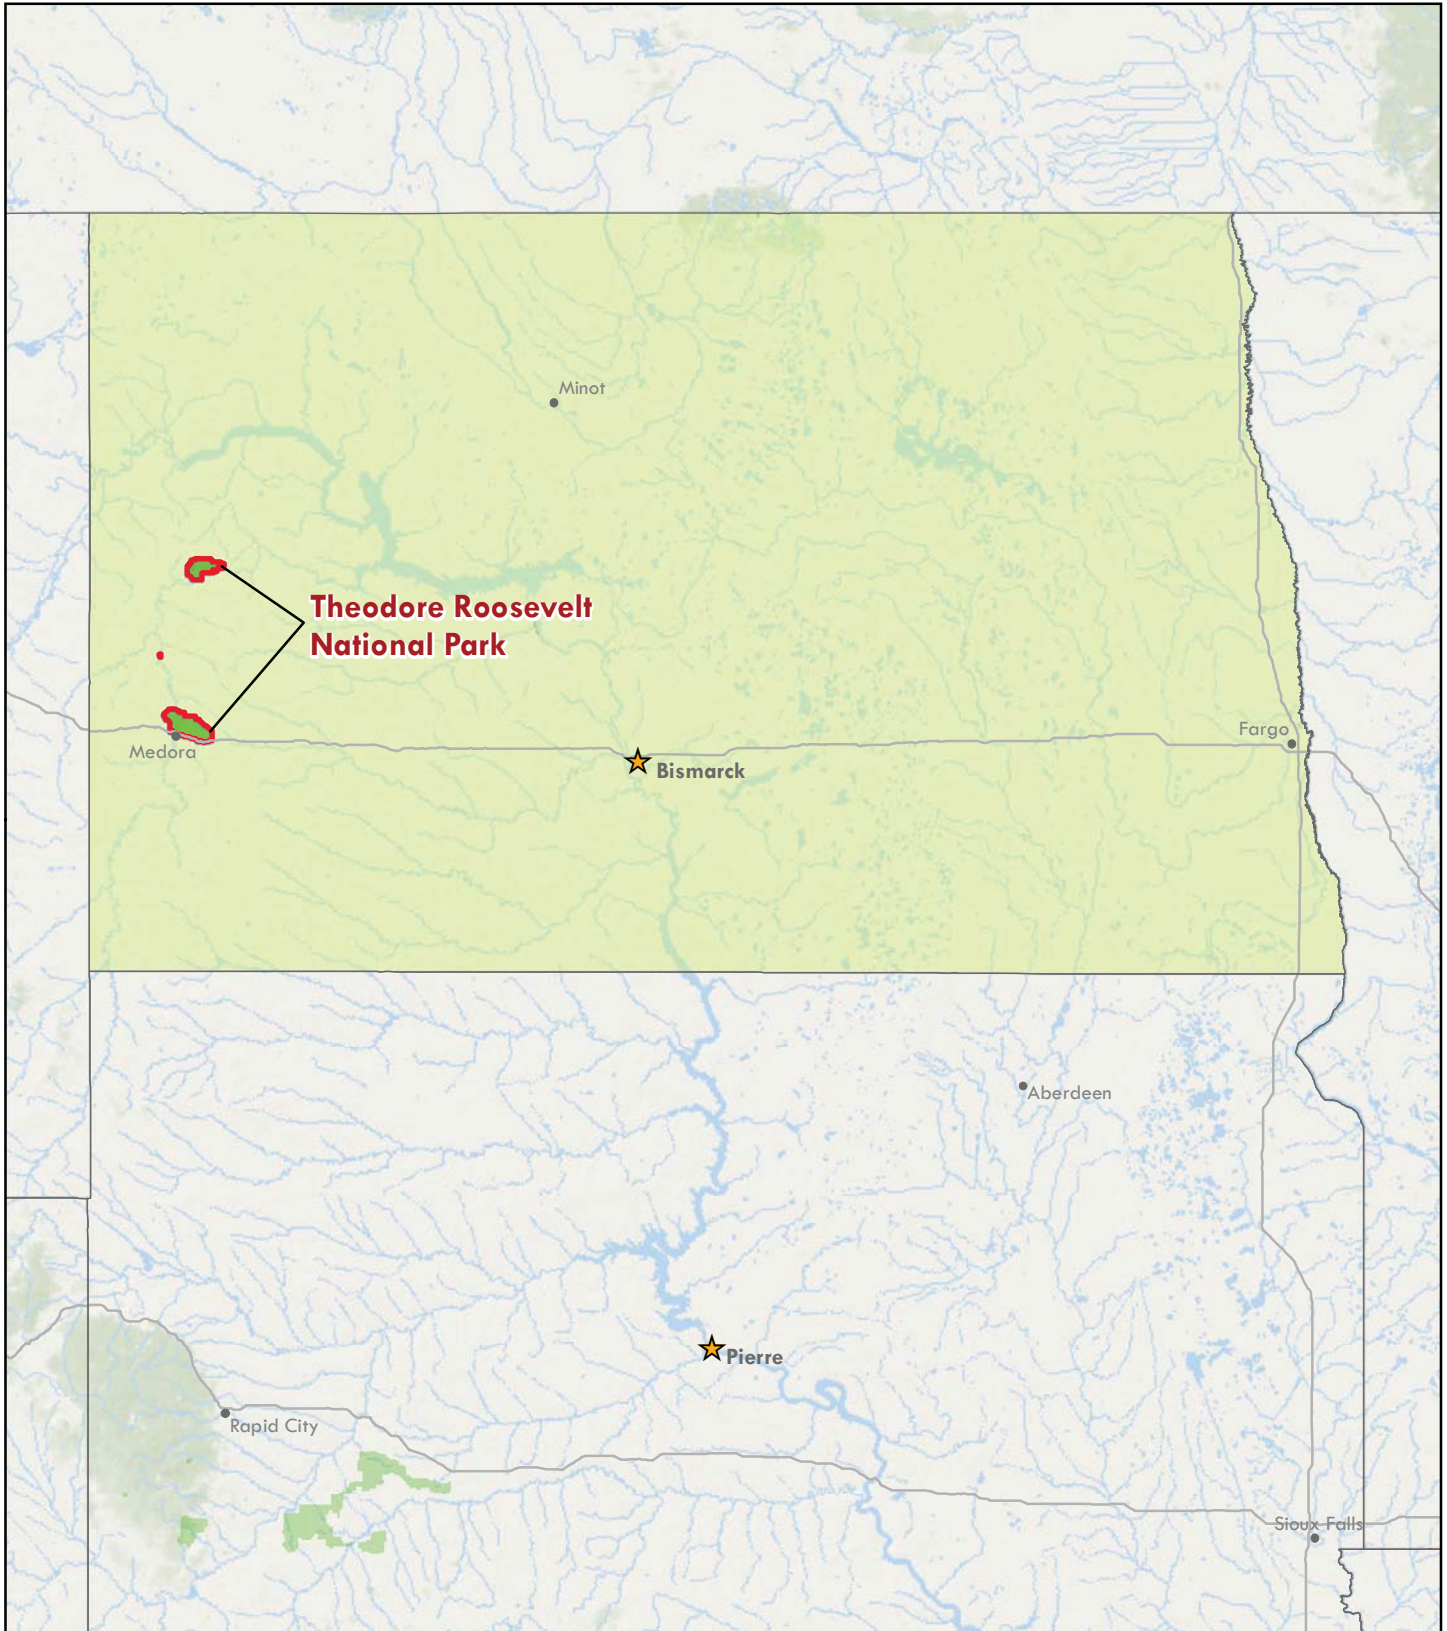 Minot
Theodore Roosevelt
National Park
Medora
Fargo
Bismarck
Aberdeen
Pierre
Rapid City
Sioux Falls